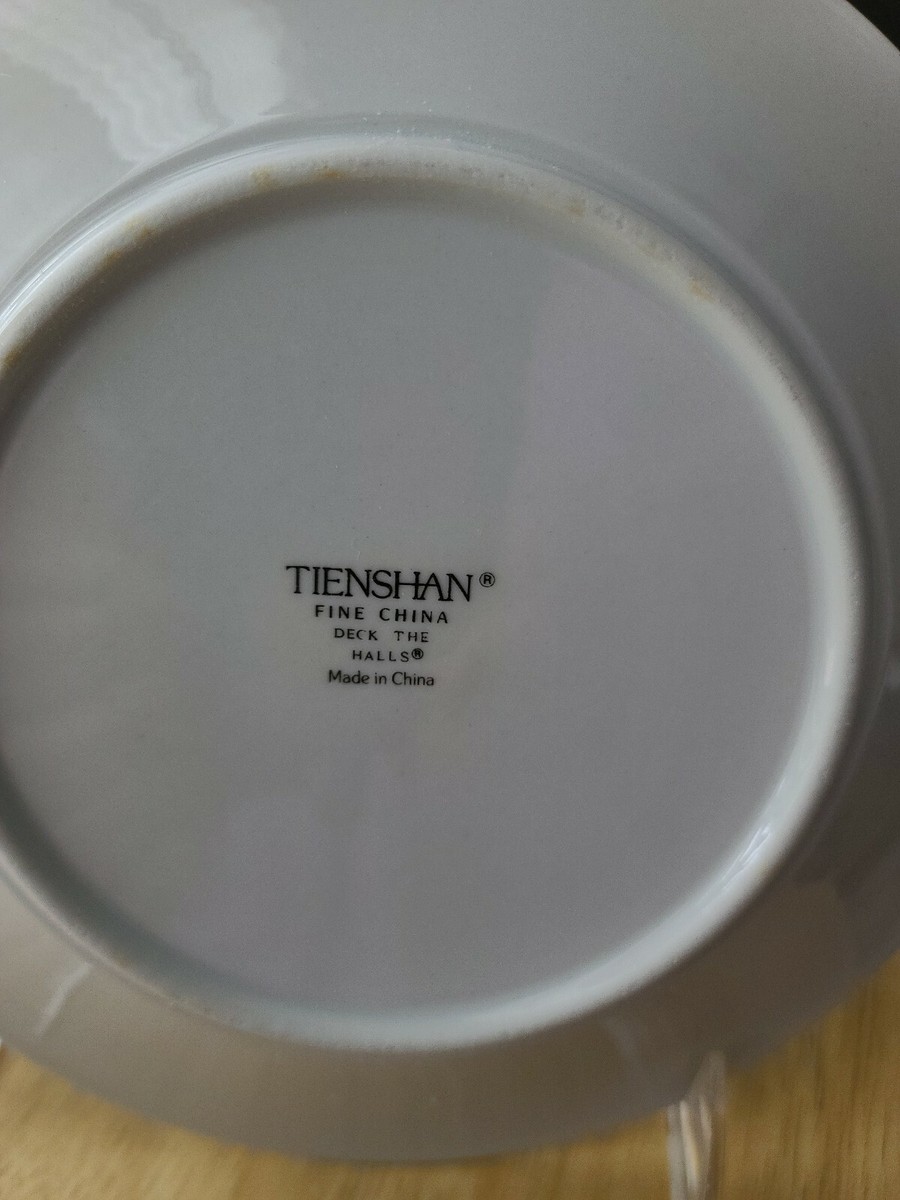 TIENSHAN®
FINE CHINA
DECK THE
HALLS®
Made in China